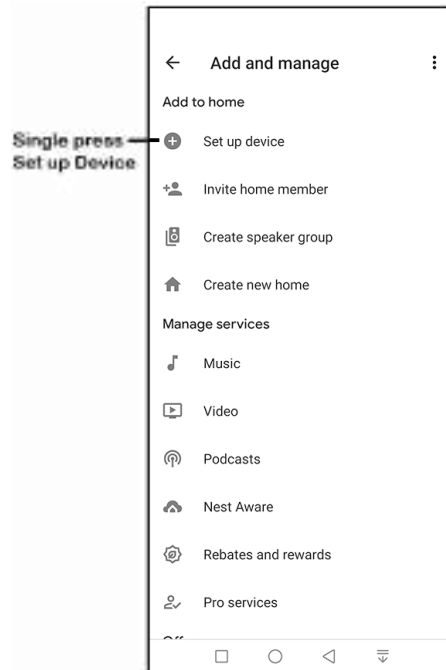 Add and manage
Add to home
Single press
Set up Device
Set up device
Invite home member
Create speaker group
Create new home
Manage services
Music
Video
Podcasts
Nest Aware
Rebates and rewards
Pro services